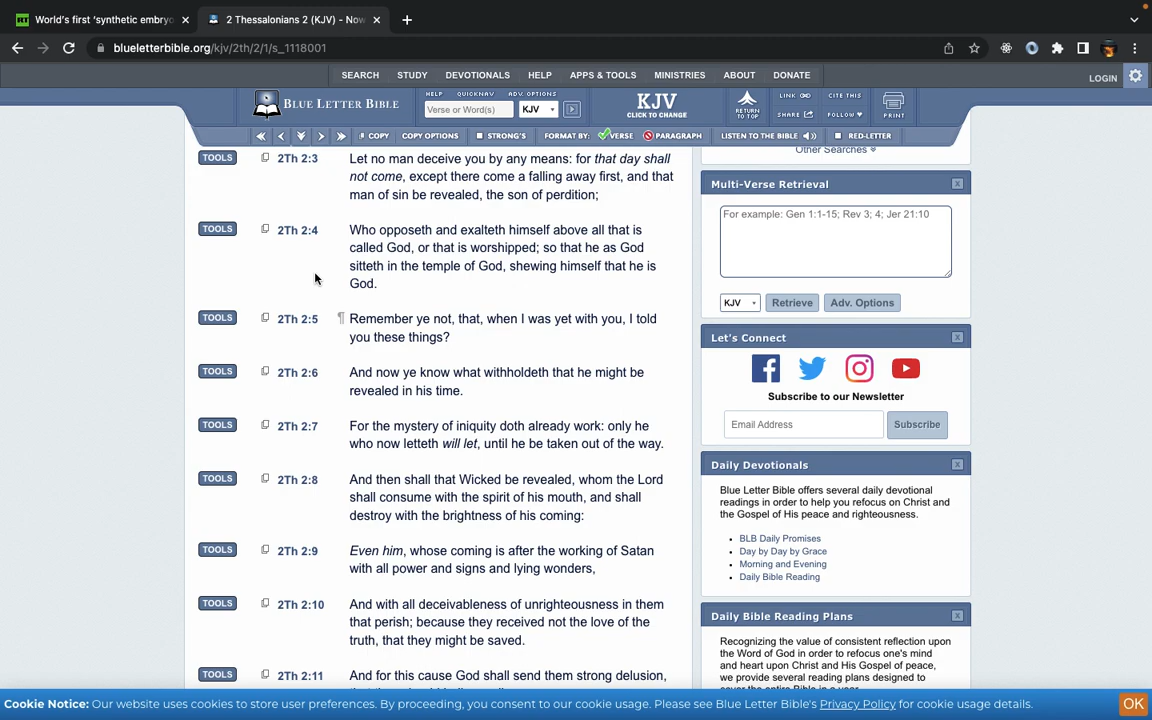 World's first 'synthetic embryo
2 Thessalonians 2 (KJV) - Now
blueletterbible.org/kjv/2th/2/1/s_1118001
SEARCH STUDY DEVOTIONALS HELP APPS & TOOLS MINISTRIES ABOUT DONATE LOGIN
BLUE LETTER BIBLE
HELP QUICKNAV ADV. OPTIONS
Verse or Word(s) KJV
KJV
CLICK TO CHANGE
RETURN
TO TOP
LINK CITE THIS
SHARE FOLLOW
PRINT
COPY COPY OPTIONS STRONG'S FORMAT BY: VERSE PARAGRAPH LISTEN TO THE BIBLE RED-LETTER
TOOLS 2Th 2:3 Let no man deceive you by any means: for that day shall
not come, except there come a falling away first, and that
man of sin be revealed, the son of perdition;
TOOLS 2Th 2:4 Who opposeth and exalteth himself above all that is
called God, or that is worshipped; so that he as God
sitteth in the temple of God, shewing himself that he is
God.
TOOLS 2Th 2:5 ¶ Remember ye not, that, when I was yet with you, I told
you these things?
TOOLS 2Th 2:6 And now ye know what withholdeth that he might be
revealed in his time.
TOOLS 2Th 2:7 For the mystery of iniquity doth already work: only he
who now letteth will let, until he be taken out of the way.
TOOLS 2Th 2:8 And then shall that Wicked be revealed, whom the Lord
shall consume with the spirit of his mouth, and shall
destroy with the brightness of his coming:
TOOLS 2Th 2:9 Even him, whose coming is after the working of Satan
with all power and signs and lying wonders,
TOOLS 2Th 2:10 And with all deceivableness of unrighteousness in them
that perish; because they received not the love of the
truth, that they might be saved.
TOOLS 2Th 2:11 And for this cause God shall send them strong delusion,
Other Searches
Multi-Verse Retrieval
For example: Gen 1:1-15; Rev 3; 4; Jer 21:10
KJV Retrieve Adv. Options
Let's Connect
Subscribe to our Newsletter
Email Address Subscribe
Daily Devotionals
Blue Letter Bible offers several daily devotional
readings in order to help you refocus on Christ and
the Gospel of His peace and righteousness.
BLB Daily Promises
Day by Day by Grace
Morning and Evening
Daily Bible Reading
Daily Bible Reading Plans
Recognizing the value of consistent reflection upon
the Word of God in order to refocus one's mind
and heart upon Christ and His Gospel of peace,
we provide several reading plans designed to
Cookie Notice: Our website uses cookies to store user preferences. By proceeding, you consent to our cookie usage. Please see Blue Letter Bible's Privacy Policy for cookie usage details. OK